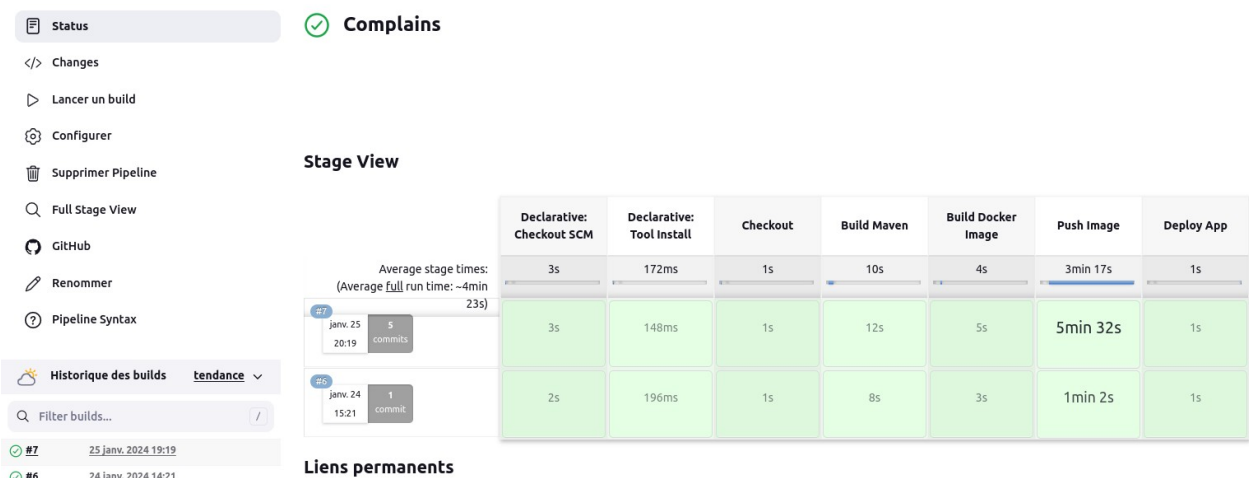 Status
Changes
Lancer un build
Configurer
Supprimer Pipeline
Full Stage View
GitHub
Renommer
Pipeline Syntax
Historique des builds tendance
Filter builds... /
#7 25 janv. 2024 19:19
#6 24 janv. 2024 14:21
Complains
Stage View
Declarative: Declarative: Build Docker
Checkout SCM Tool Install Checkout Build Maven Image Push Image Deploy App
Average stage times: 3s 172ms 1s 10s 4s 3min 17s 1s
(Average full run time: ~4min
23s)
#7
janv. 25 5
20:19 commits
3s 148ms 1s 12s 5s 5min 32s 1s
#6
janv. 24 1
15:21 commit
2s 196ms 1s 8s 3s 1min 2s 1s
Liens permanents